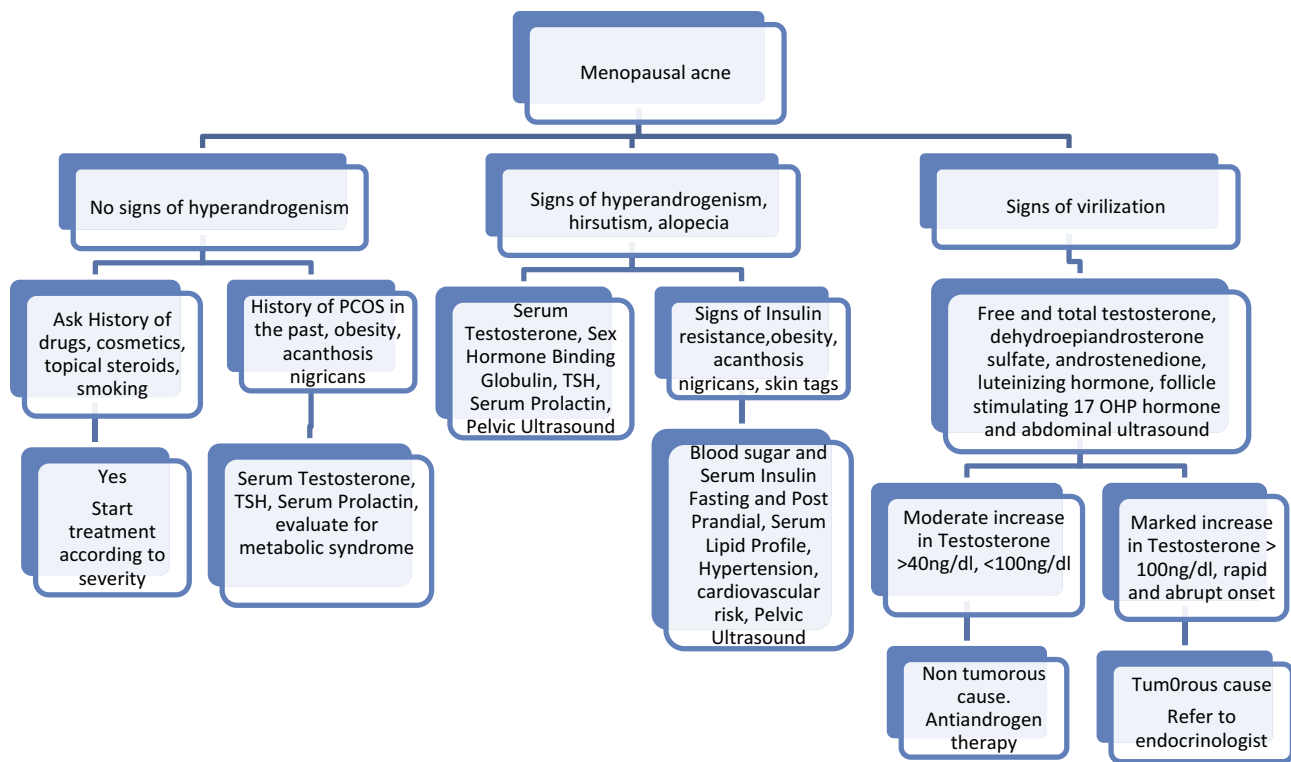 Menopausal acne
No signs of hyperandrogenism
Signs of hyperandrogenism,
hirsutism, alopecia
Signs of virilization
Ask History of
drugs, cosmetics,
topical steroids,
smoking
History of PCOS in
the past, obesity,
acanthosis
nigricans
Serum
Testosterone, Sex
Hormone Binding
Globulin, TSH,
Serum Prolactin,
Pelvic Ultrasound
Signs of Insulin
resistance,obesity,
acanthosis
nigricans, skin tags
Free and total testosterone,
dehydroepiandrosterone
sulfate, androstenedione,
luteinizing hormone, follicle
stimulating 17 OHP hormone
and abdominal ultrasound
Yes
Start
treatment
according to
severity
Serum Testosterone,
TSH, Serum Prolactin,
evaluate for
metabolic syndrome
Blood sugar and
Serum Insulin
Fasting and Post
Prandial, Serum
Lipid Profile,
Hypertension,
cardiovascular
risk, Pelvic
Ultrasound
Moderate increase
in Testosterone
>40ng/dl, <100ng/dl
Marked increase
in Testosterone >
100ng/dl, rapid
and abrupt onset
Non tumorous
cause.
Antiandrogen
therapy
Tum0rous cause
Refer to
endocrinologist